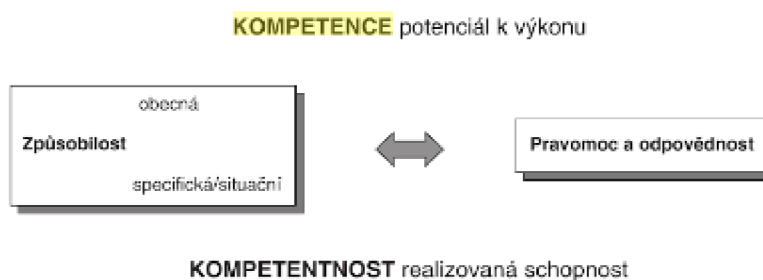 KOMPETENCE potenciál k výkonu
obecná
Způsobilost
specifická/situační
Pravomoc a odpovědnost
KOMPETENTNOST realizovaná schopnost